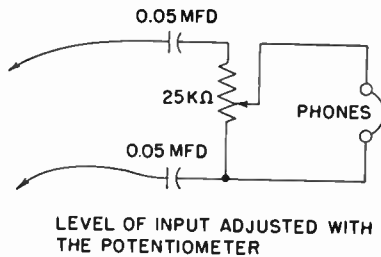 0.05 MFD
25KΩ
PHONES
0.05 MFD
LEVEL OF INPUT ADJUSTED WITH
THE POTENTIOMETER